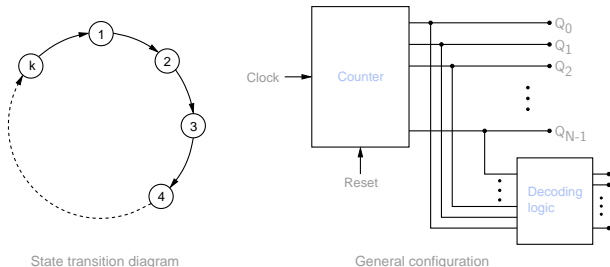 1
2
3
4
k
State transition diagram
Clock
Counter
Reset
Q0
Q1
Q2
QN-1
Decoding
logic
General configuration